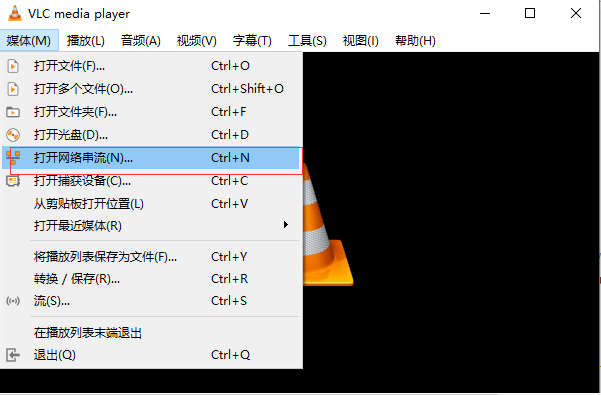 VLC media player
媒体(M) 播放(L) 音频(A) 视频(V) 字幕(T) 工具(S) 视图(I) 帮助(H)
打开文件(F)... Ctrl+O
打开多个文件(O)... Ctrl+Shift+O
打开文件夹(F)... Ctrl+F
打开光盘(D)... Ctrl+D
打开网络串流(N)... Ctrl+N
打开捕获设备(C)... Ctrl+C
从剪贴板打开位置(L) Ctrl+V
打开最近媒体(R)
将播放列表保存为文件(F)... Ctrl+Y
转换 / 保存(R)... Ctrl+R
流(S)... Ctrl+S
在播放列表末端退出
退出(Q) Ctrl+Q